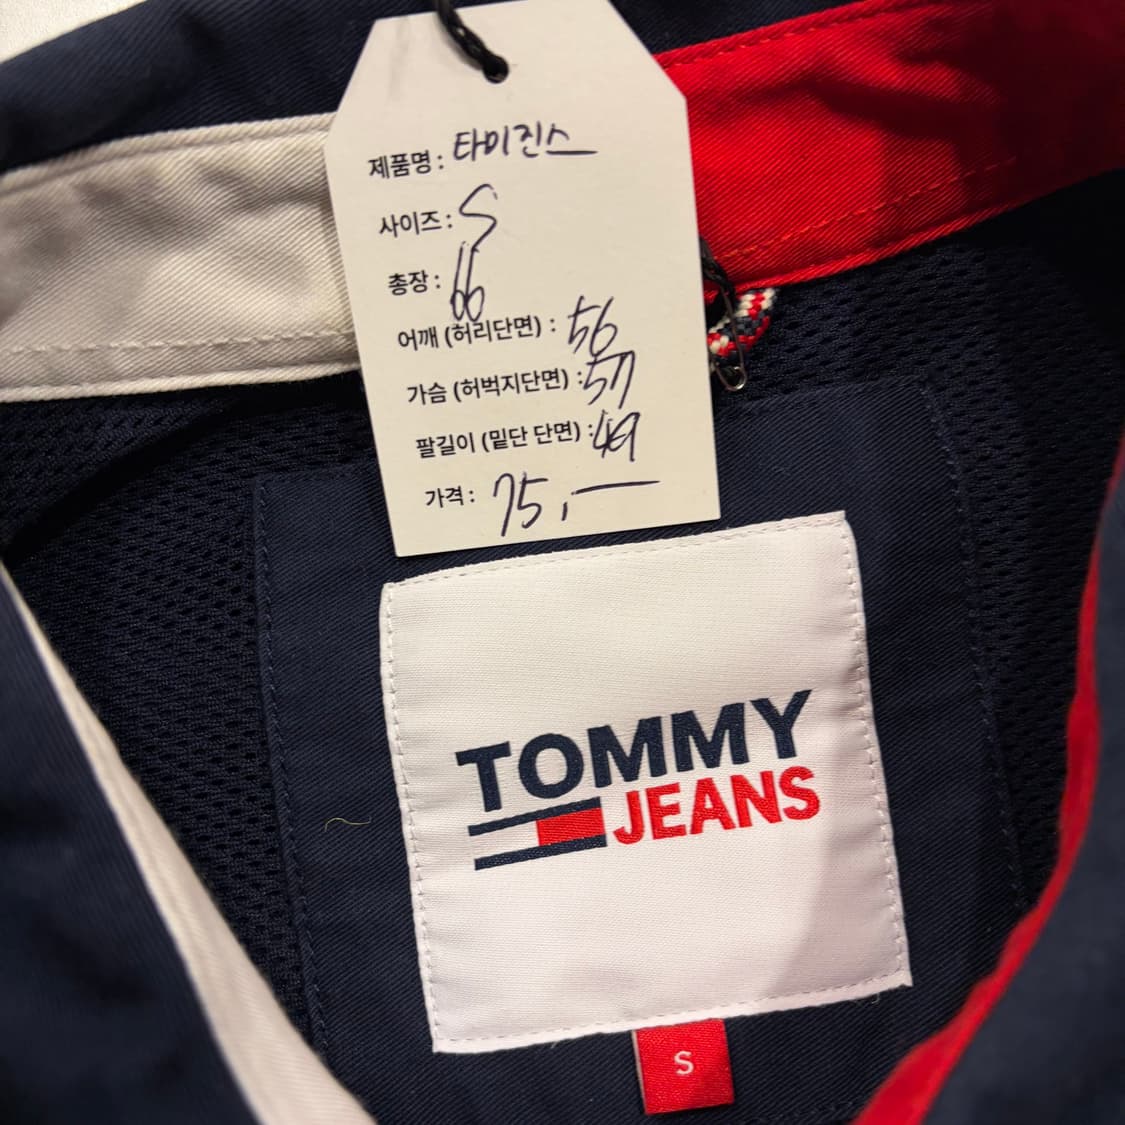 제품명 : 타미진스
사이즈 : S
총장 : 66
어깨 (허리단면) : 56
가슴 (허벅지단면) : 57
팔길이 (밑단 단면) : 49
가격 : 75,—
TOMMY
JEANS
S